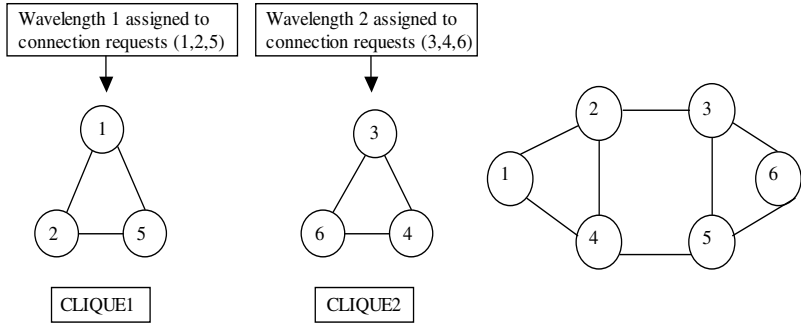 Wavelength 1 assigned to
connection requests (1,2,5)
Wavelength 2 assigned to
connection requests (3,4,6)
1
2
5
CLIQUE1
3
6
4
CLIQUE2
2
3
1
6
4
5